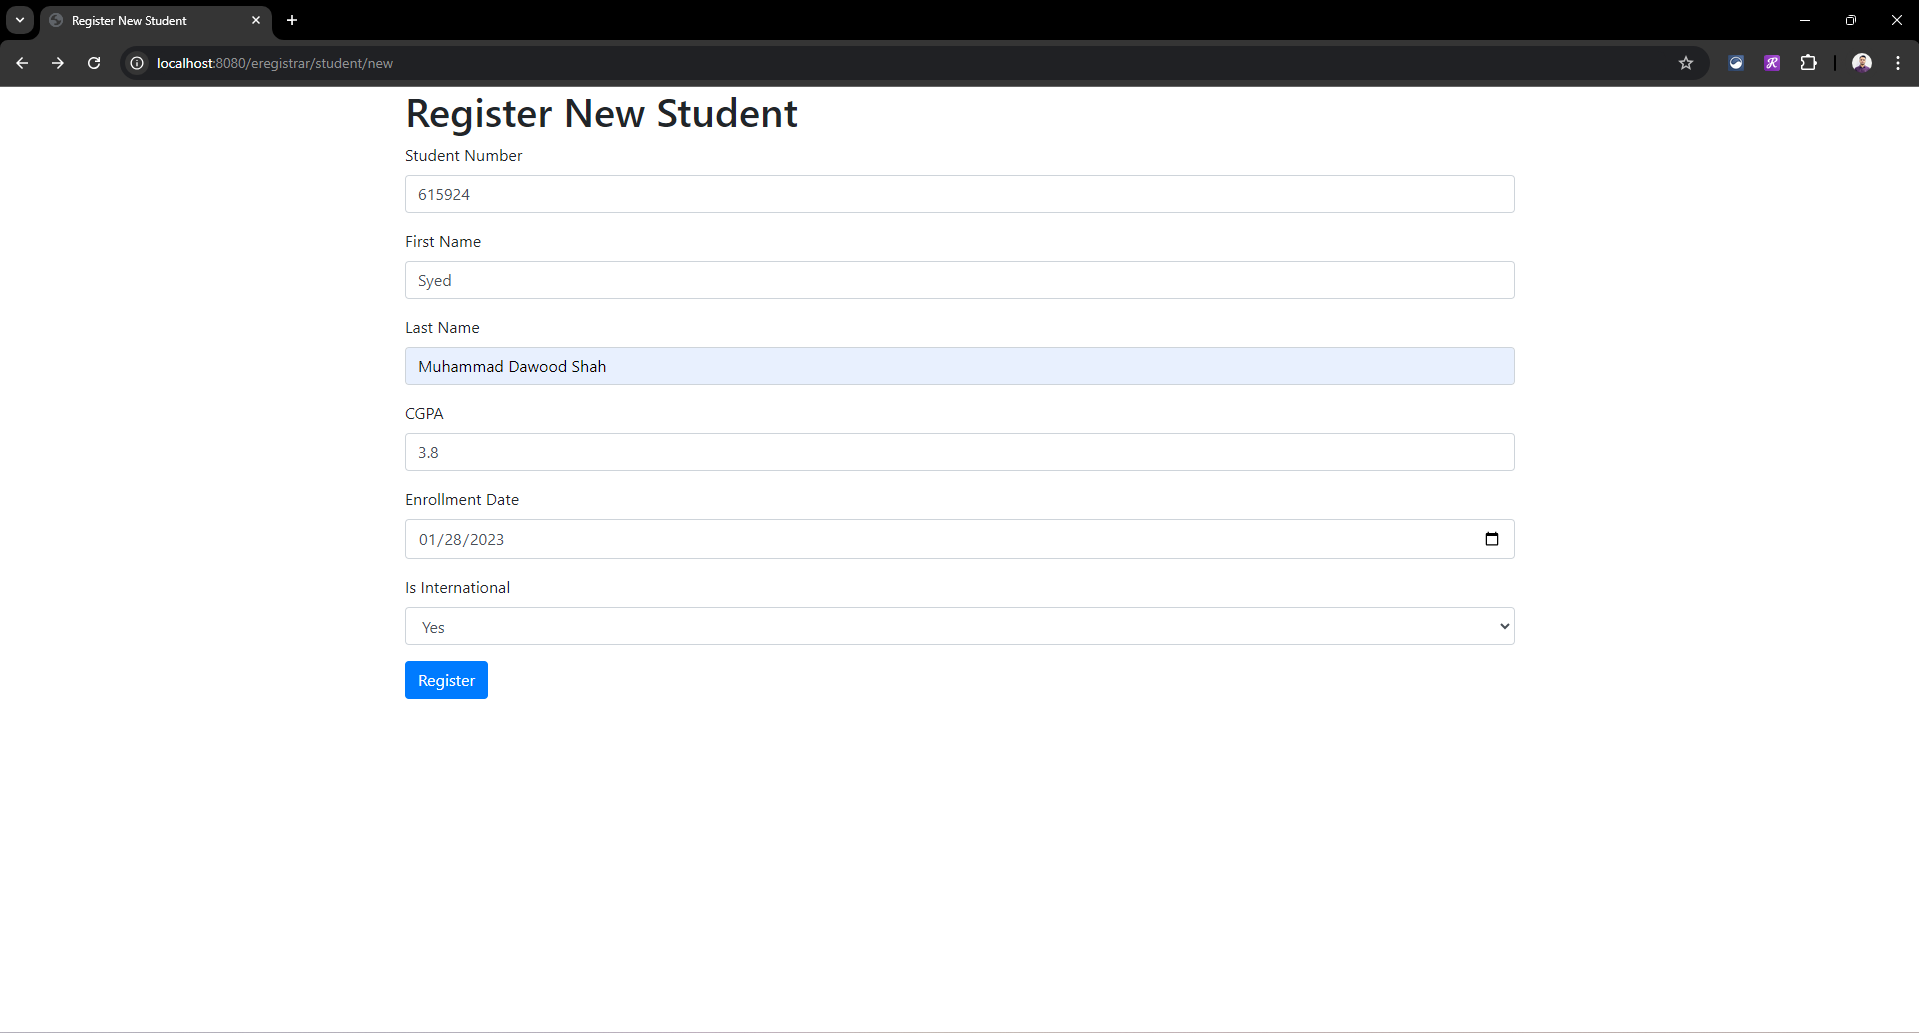 Register New Student
localhost:8080/eregistrar/student/new
Register New Student
Student Number
615924
First Name
Syed
Last Name
Muhammad Dawood Shah
CGPA
3.8
Enrollment Date
01/28/2023
Is International
Yes
Register